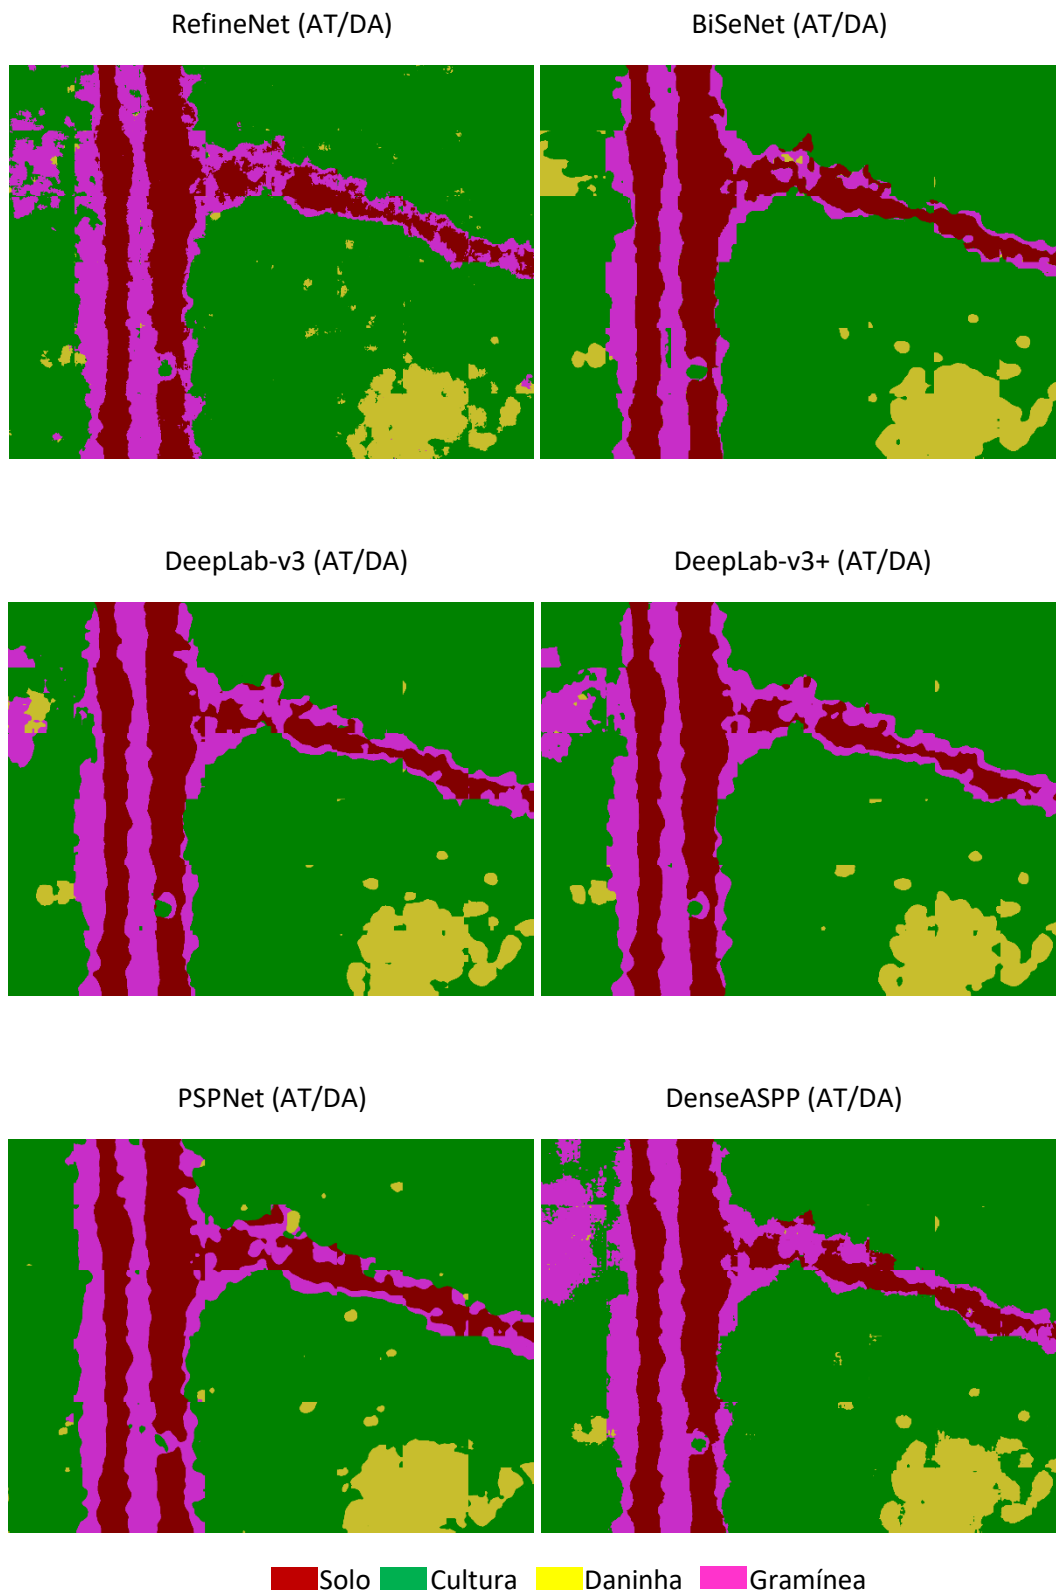 RefineNet (AT/DA) BiSeNet (AT/DA)
DeepLab-v3 (AT/DA) DeepLab-v3+ (AT/DA)
PSPNet (AT/DA) DenseASPP (AT/DA)
Solo Cultura Daninha Gramínea